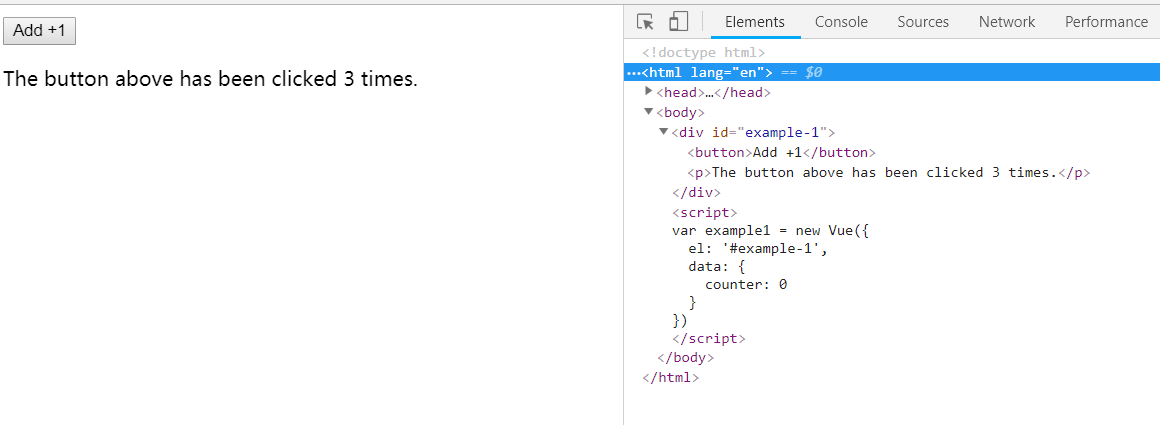 Add +1
The button above has been clicked 3 times.
Elements Console Sources Network Performance
<!doctype html>
…<html lang="en"> == $0
<head>…</head>
<body>
<div id="example-1">
<button>Add +1</button>
<p>The button above has been clicked 3 times.</p>
</div>
<script>
var example1 = new Vue({
el: '#example-1',
data: {
counter: 0
}
})
</script>
</body>
</html>